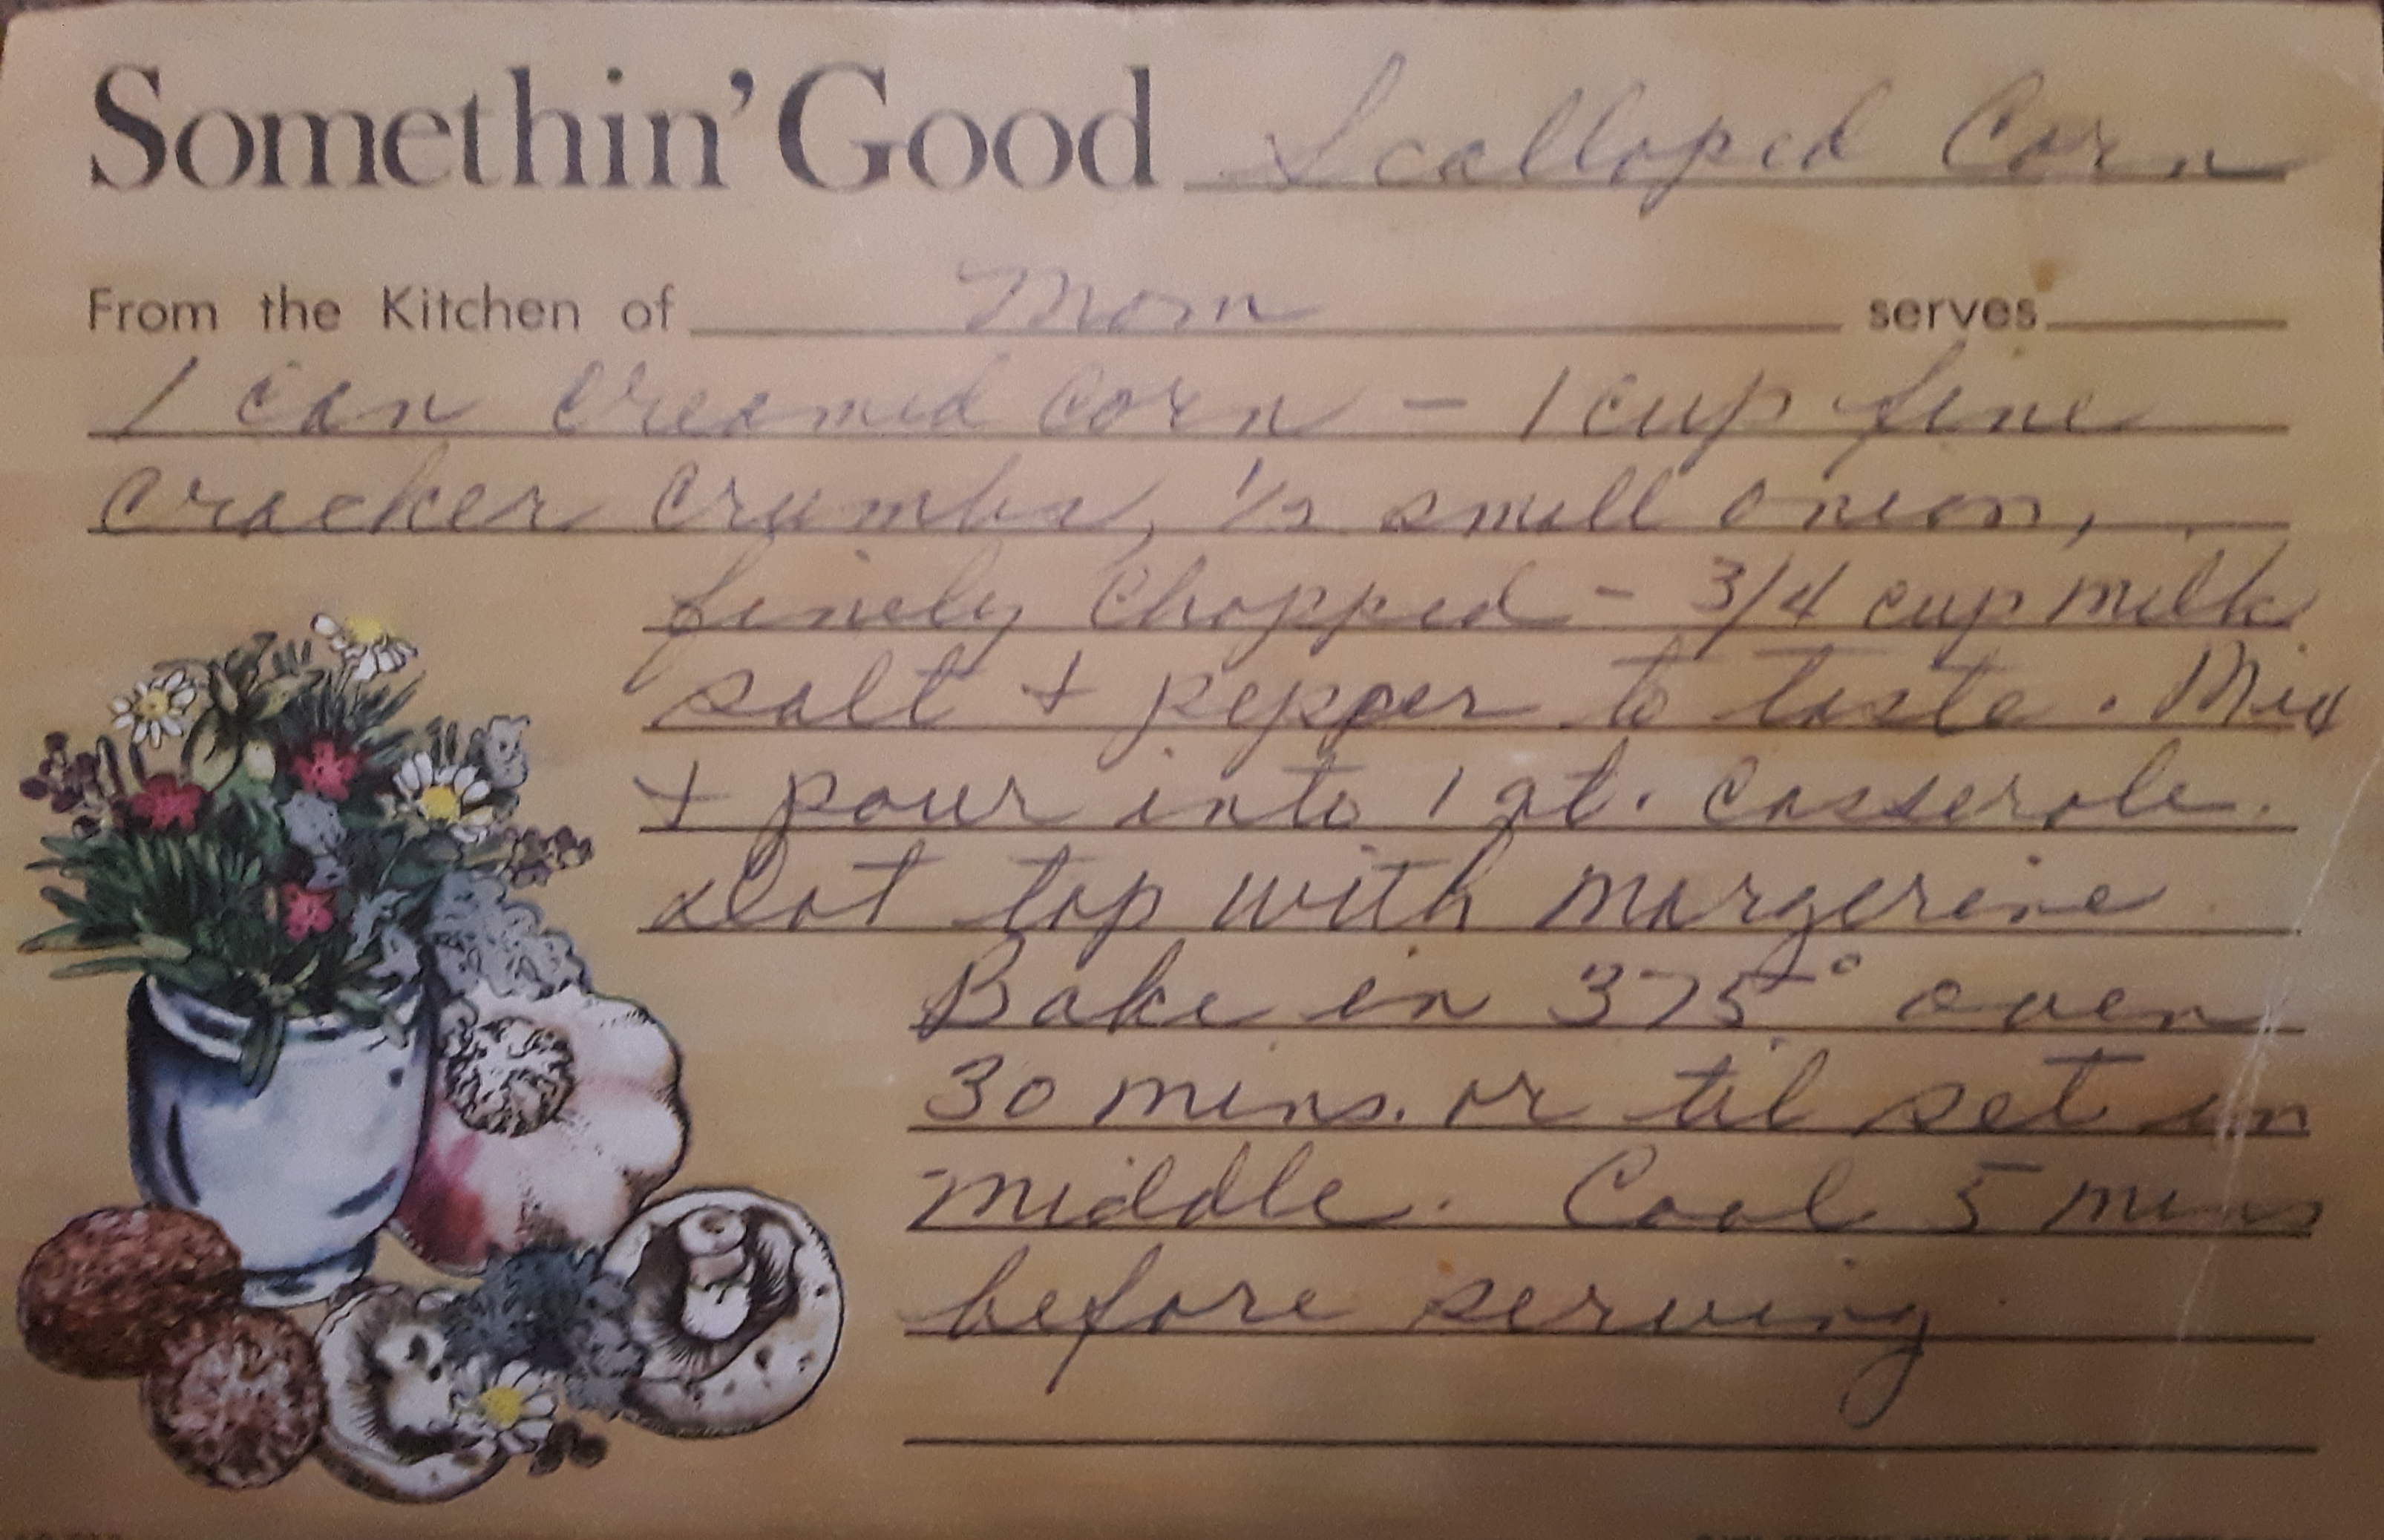 Somethin' Good Scalloped Corn
From the Kitchen of Mom serves
1 can creamed corn - 1 cup fine
cracker crumbs, 1/2 small onion,
finely chopped - 3/4 cup milk
salt + pepper to taste. Mix
+ pour into 1 qt. casserole.
dot top with margerine
Bake in 375° oven
30 mins. or til set in
middle. Cool 5 mins
before serving